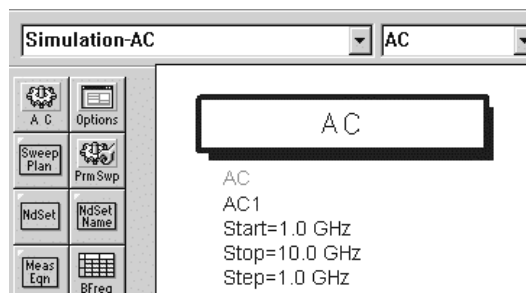 Simulation-AC
AC
A C
Options
Sweep
Plan
Prm Swp
NdSet
NdSet
Name
Meas
Eqn
BFreq
AC
AC
AC1
Start=1.0 GHz
Stop=10.0 GHz
Step=1.0 GHz